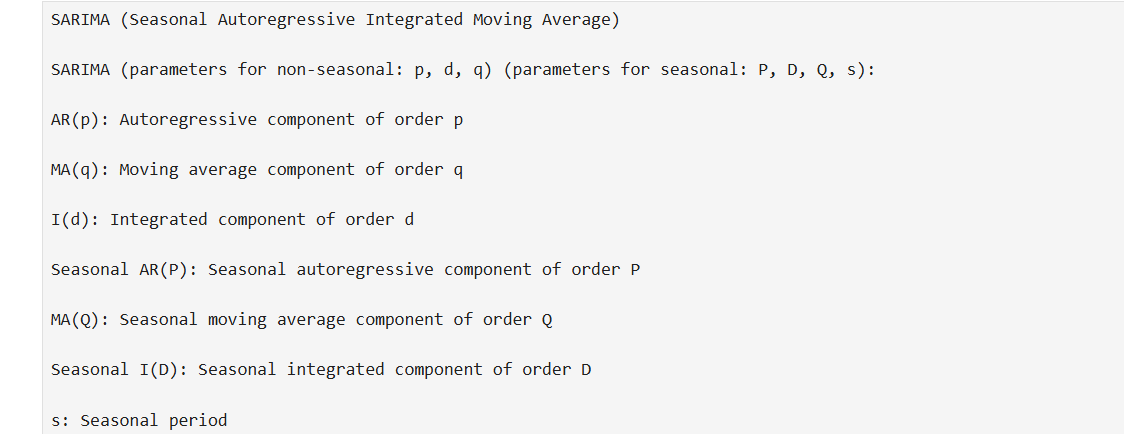 SARIMA (Seasonal Autoregressive Integrated Moving Average)
SARIMA (parameters for non-seasonal: p, d, q) (parameters for seasonal: P, D, Q, s):
AR(p): Autoregressive component of order p
MA(q): Moving average component of order q
I(d): Integrated component of order d
Seasonal AR(P): Seasonal autoregressive component of order P
MA(Q): Seasonal moving average component of order Q
Seasonal I(D): Seasonal integrated component of order D
s: Seasonal period